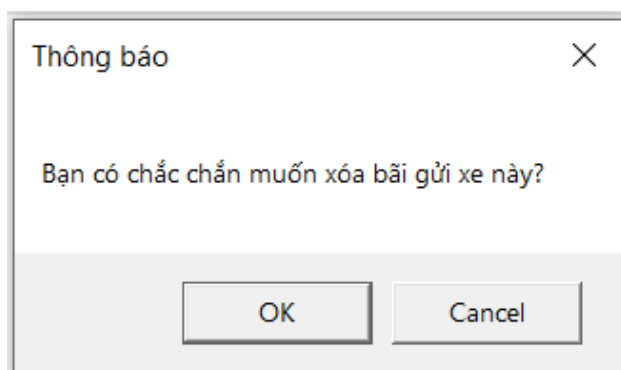 Thông báo
Bạn có chắc chắn muốn xóa bãi gửi xe này?
OK
Cancel